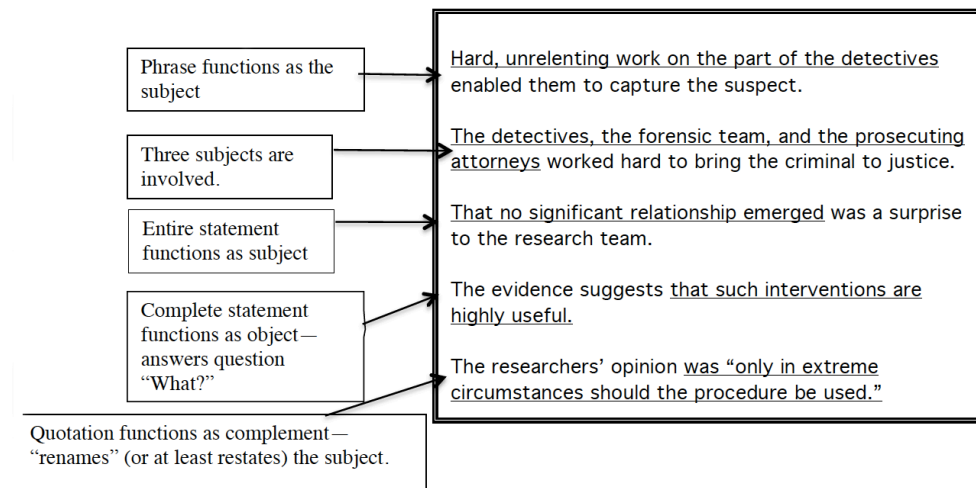 Phrase functions as the
subject
Hard, unrelenting work on the part of the detectives
enabled them to capture the suspect.
Three subjects are
involved.
The detectives, the forensic team, and the prosecuting
attorneys worked hard to bring the criminal to justice.
Entire statement
functions as subject
That no significant relationship emerged was a surprise
to the research team.
Complete statement
functions as object—
answers question
“What?”
The evidence suggests that such interventions are
highly useful.
Quotation functions as complement—
“renames” (or at least restates) the subject.
The researchers’ opinion was “only in extreme
circumstances should the procedure be used.”